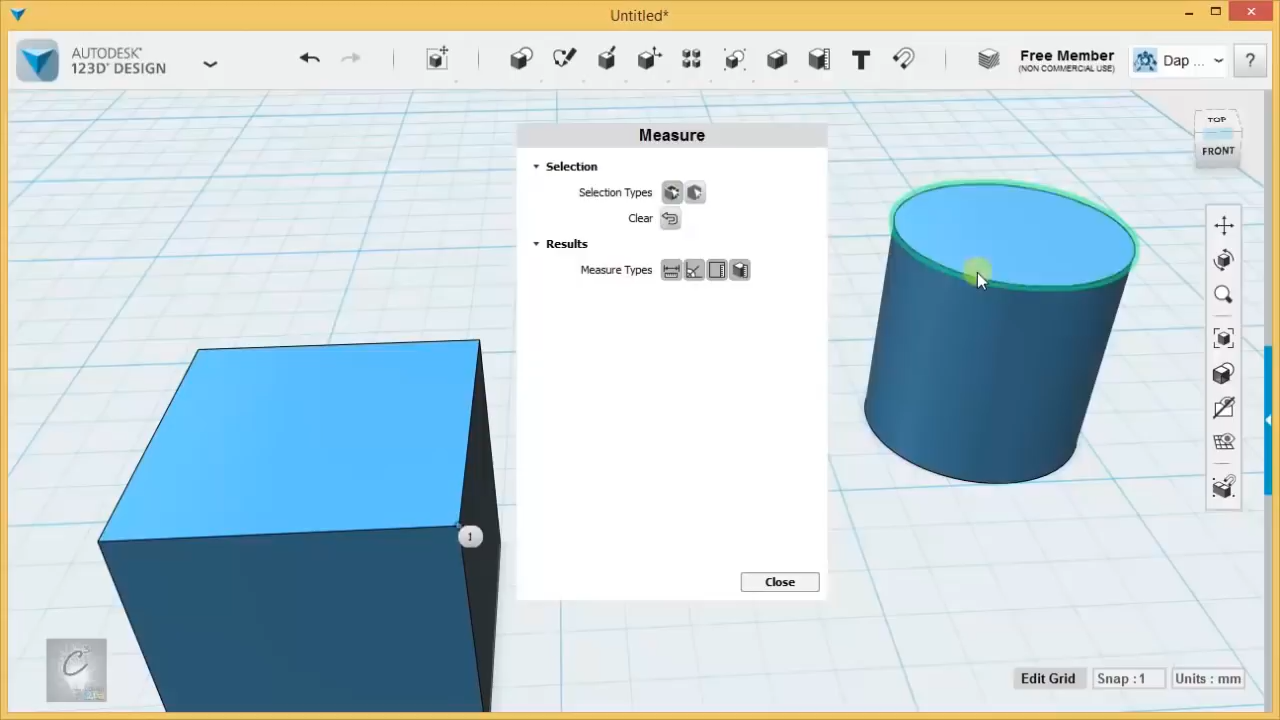 Untitled*
AUTODESK®
123D® DESIGN
Free Member
(NON COMMERCIAL USE)
Dap ...
?
T
TOP
FRONT
Measure
Selection
Selection Types
Clear
Results
Measure Types
1
Close
Edit Grid
Snap : 1
Units : mm